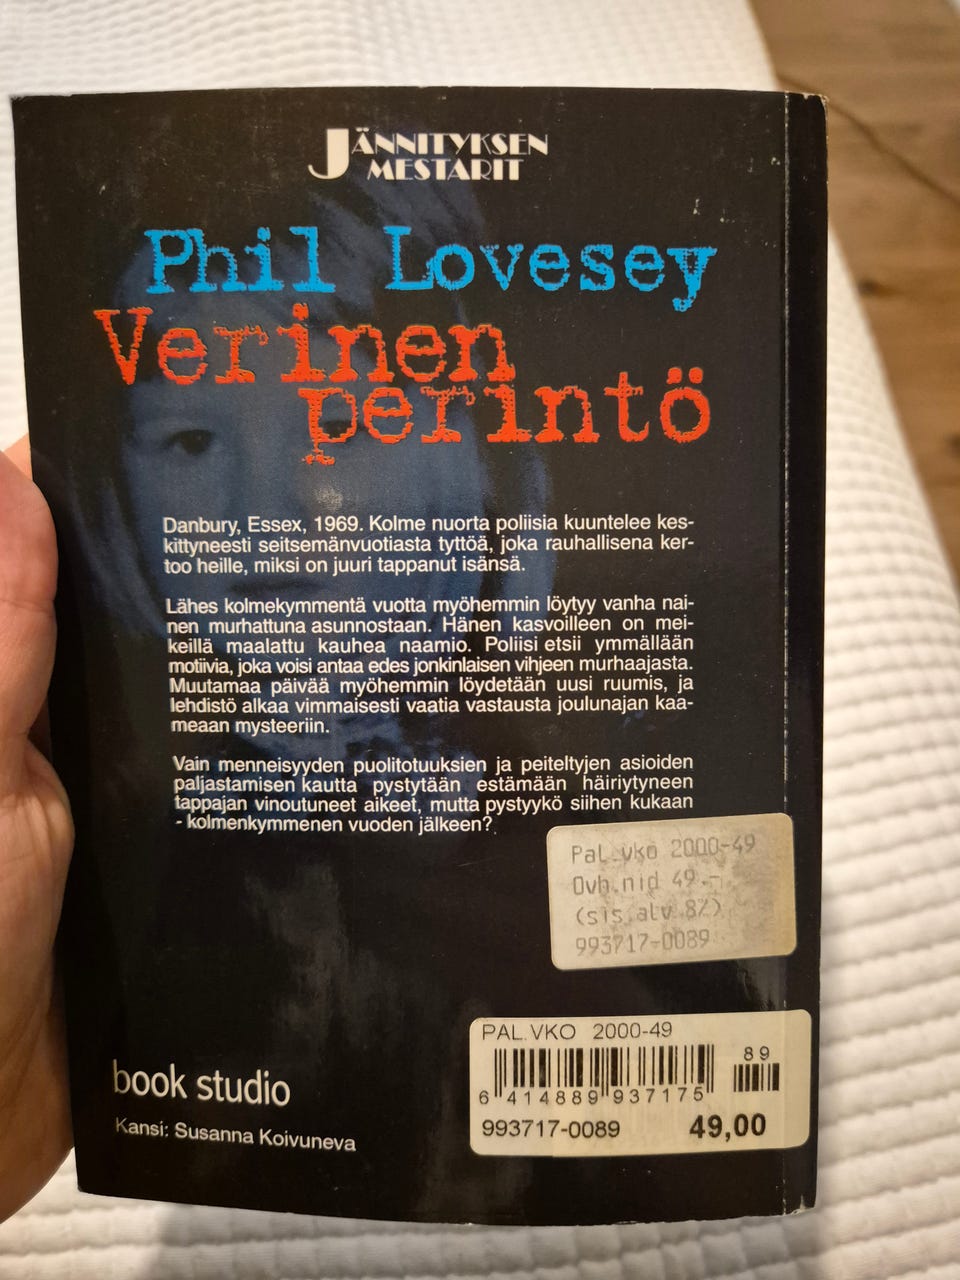 JÄNNITYKSEN
MESTARIT
Phil Lovesey
Verinen
perintö
Danbury, Essex, 1969. Kolme nuorta poliisia kuuntelee kes-
kittyneesti seitsemänvuotiasta tyttöä, joka rauhallisena ker-
too heille, miksi on juuri tappanut isänsä.
Lähes kolmekymmentä vuotta myöhemmin löytyy vanha nai-
nen murhattuna asunnostaan. Hänen kasvoilleen on mei-
keillä maalattu kauhea naamio. Poliisi etsii ymmällään
motiivia, joka voisi antaa edes jonkinlaisen vihjeen murhaajasta.
Muutamaa päivää myöhemmin löydetään uusi ruumis, ja
lehdistö alkaa vimmaisesti vaatia vastausta joulunajan kaa-
meaan mysteeriin.
Vain menneisyyden puolitotuuksien ja peiteltyjen asioiden
paljastamisen kautta pystytään estämään häiriytyneen
tappajan vinoutuneet aikeet, mutta pystyykö siihen kukaan
- kolmenkymmenen vuoden jälkeen?
Pal.vko 2000-49
Ovh.nid 49.-
(sis.alv 8%)
993717-0089
PAL.VKO 2000-49
89
6 414889 937175
993717-0089 49,00
book studio
Kansi: Susanna Koivuneva